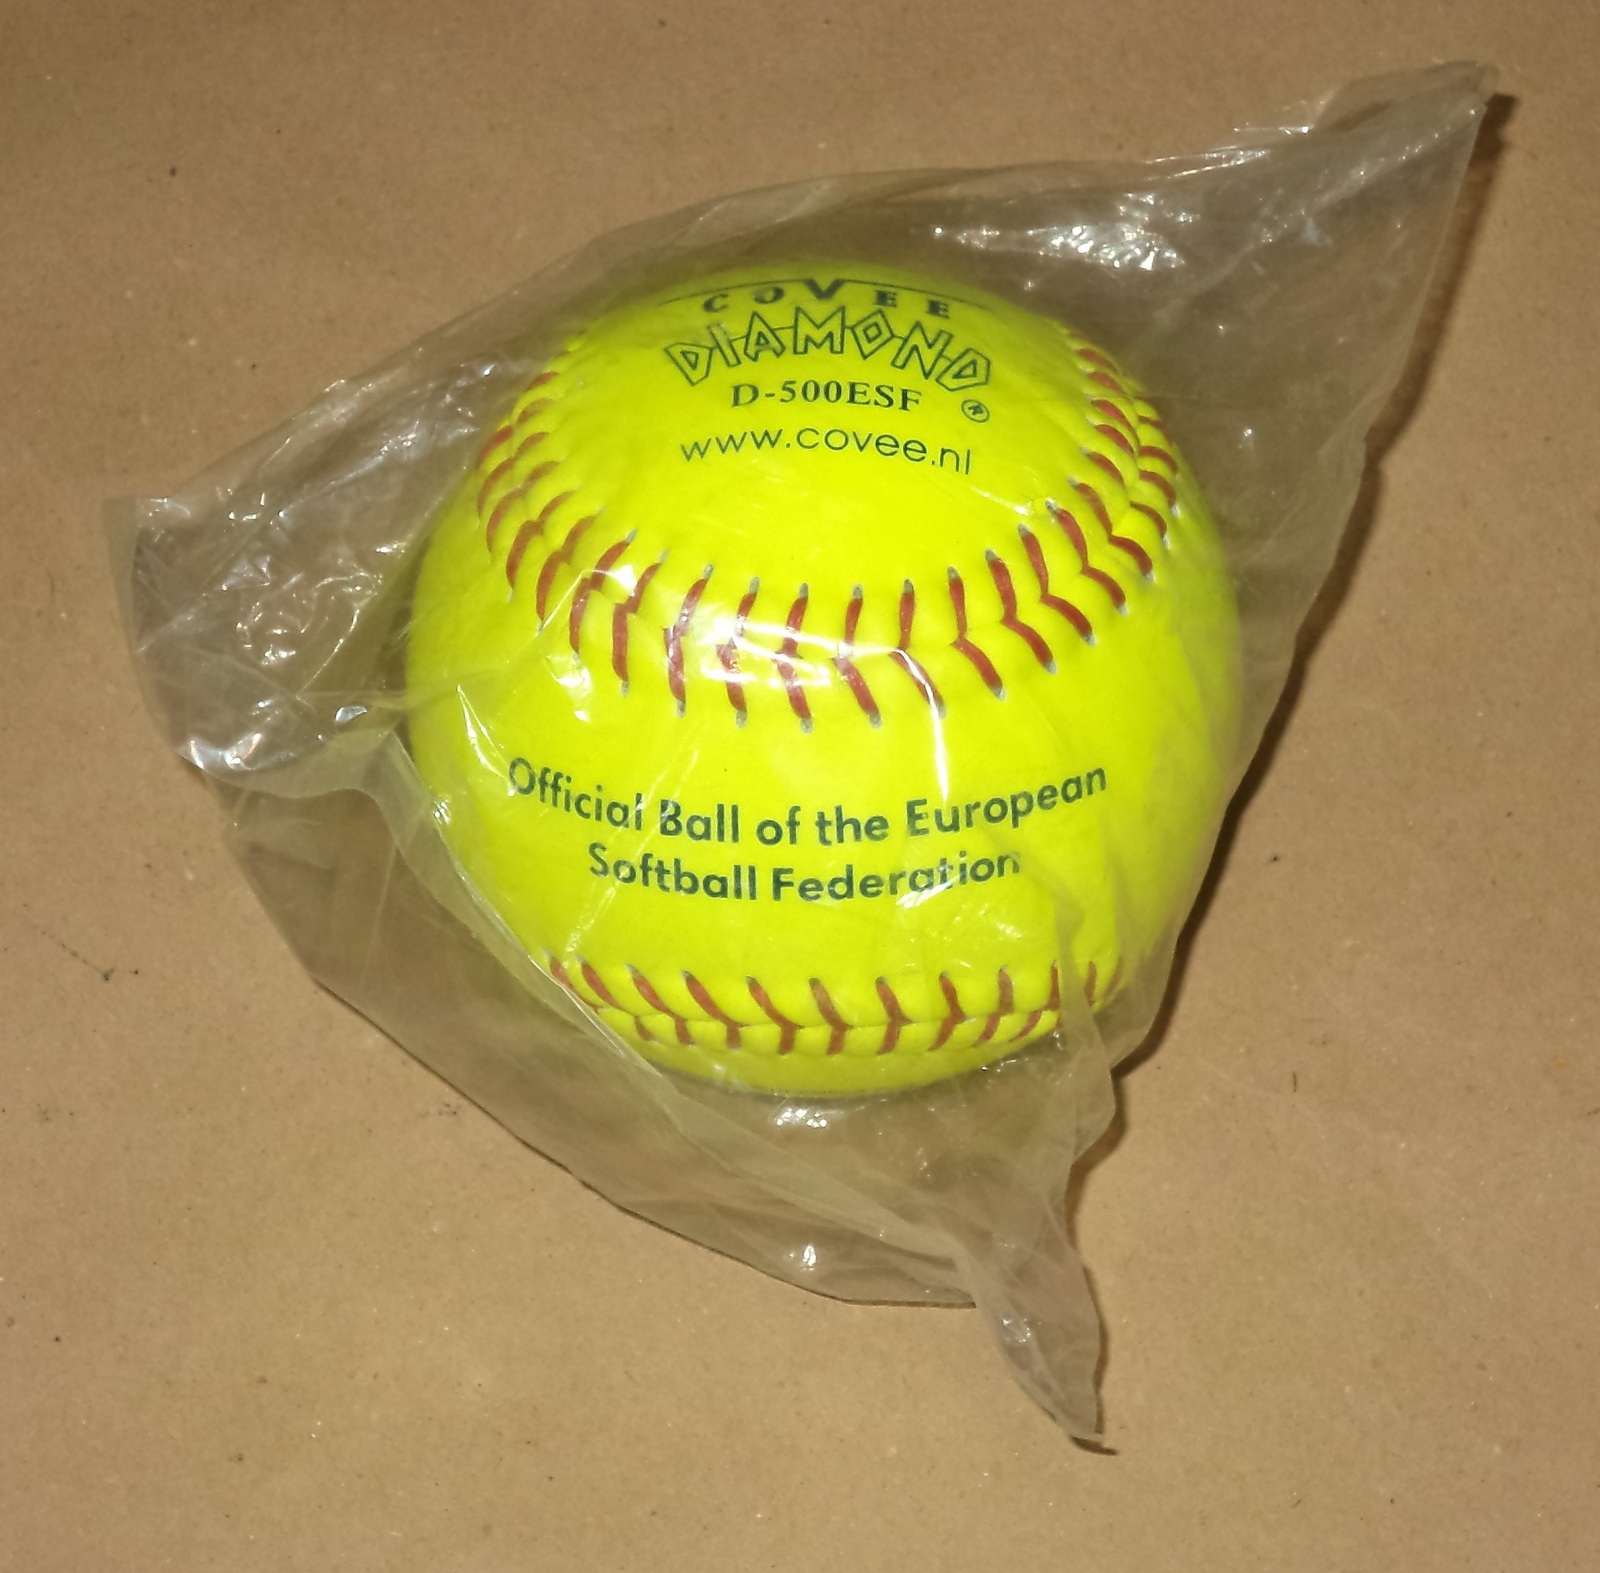 COVEE
DIAMOND
D-500ESF ®
www.covee.nl
Official Ball of the European
Softball Federation